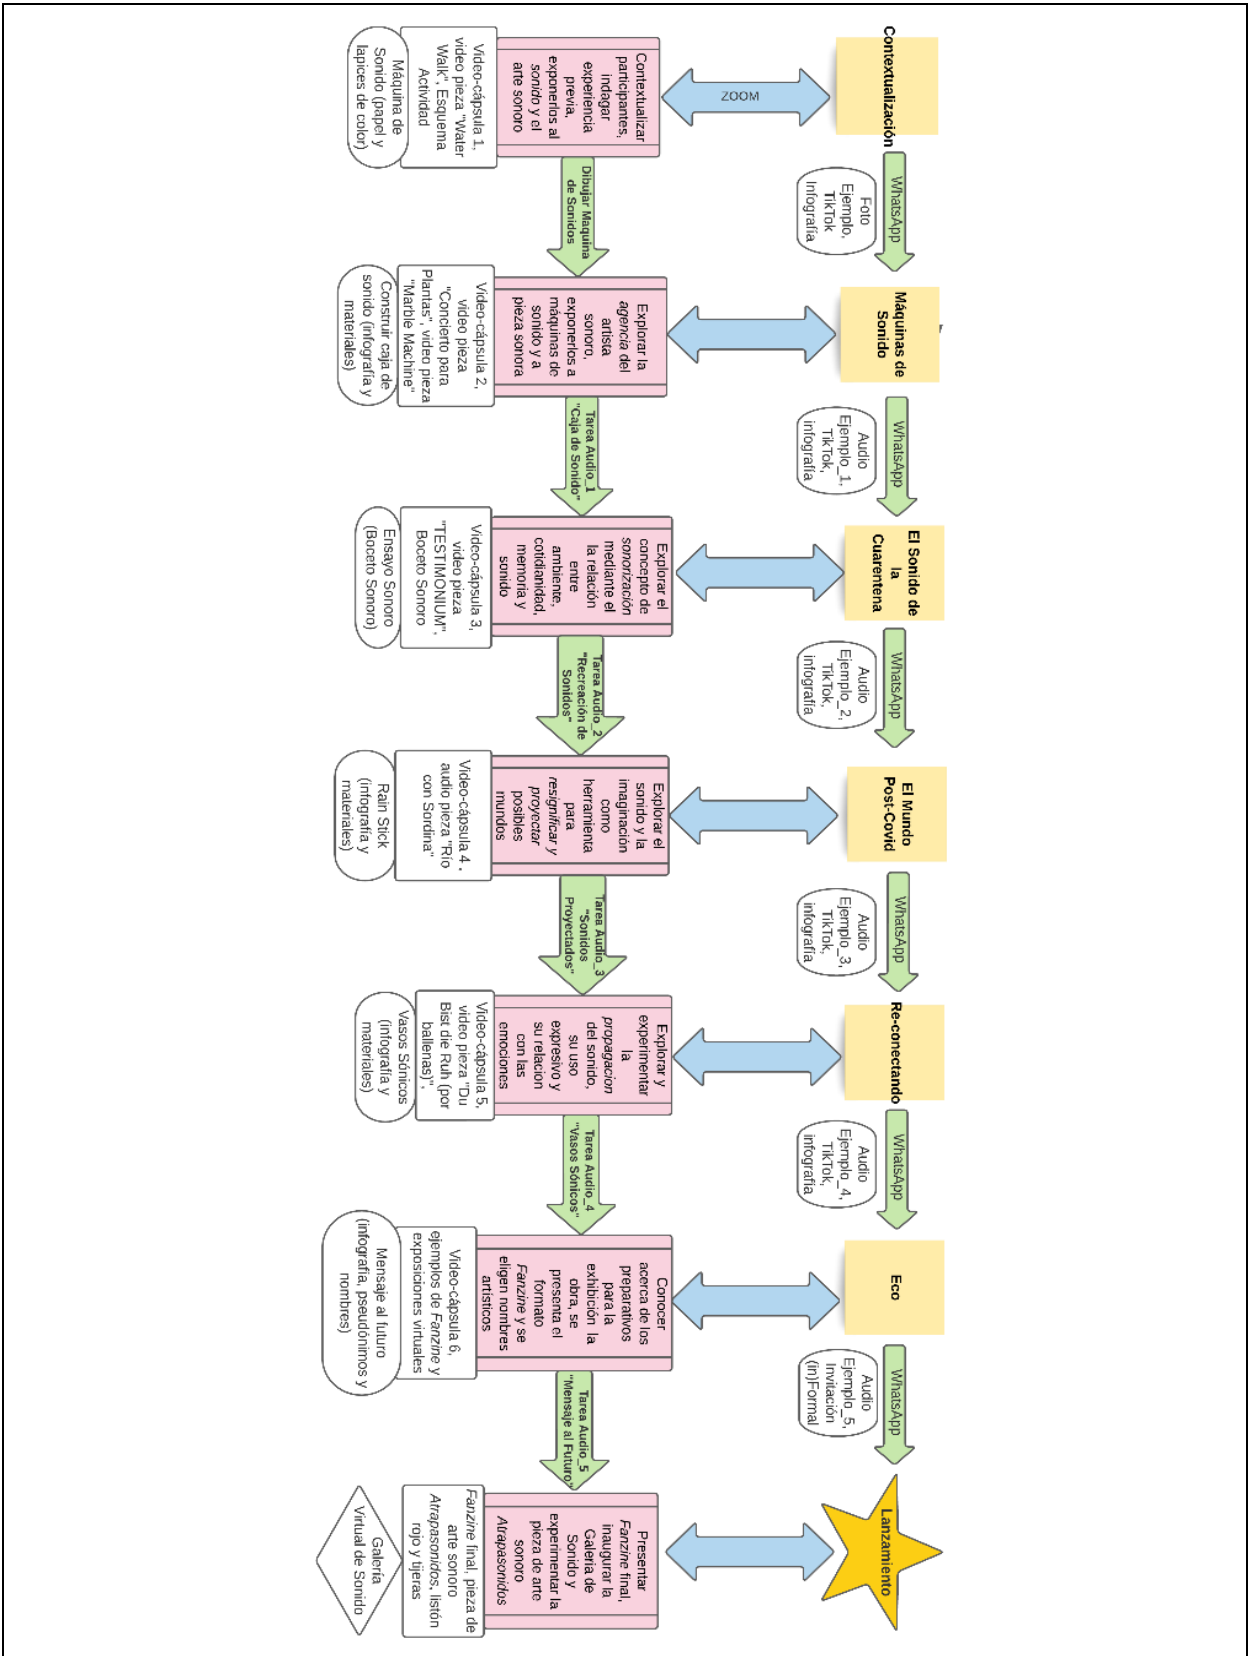 Contextualización
WhatsApp
Foto
Ejemplo,
TikTok
Infografía
Máquinas de
Sonido
WhatsApp
Audio
Ejemplo_1,
TikTok,
infografía
El Sonido de
la
Cuarentena
WhatsApp
Audio
Ejemplo_2,
TikTok,
infografía
El Mundo
Post-Covid
WhatsApp
Audio
Ejemplo_3,
TikTok,
infografía
Re-conectando
WhatsApp
Audio
Ejemplo_4,
TikTok,
infografía
Eco
WhatsApp
Audio
Ejemplo_5,
Invitación
(in)Formal
Lanzamiento
ZOOM
Contextualizar
participantes,
indagar
experiencia
previa,
exponerlos al
sonido y el
arte sonoro
Dibujar Maquina
de Sonidos
Explorar la
agencia del
artista
sonoro,
exponerlos a
máquinas de
sonido y a
pieza sonora
Tarea Audio_1
"Caja de Sonido"
Explorar el
concepto de
sonorización
mediante el
la relación
entre
ambiente,
cotidianidad,
memoria y
sonido
Tarea Audio_2
"Recreación de
Sonidos"
Explorar el
sonido y la
imaginación
como
herramienta
para
resignificar y
proyectar
posibles
mundos
Tarea Audio_3
"Sonidos
Proyectados"
Explorar y
experimentar
la
propagacion
del sonido,
su uso
expresivo y
su relacion
con las
emociones
Tarea Audio_4
"Vasos Sónicos"
Conocer
acerca de los
preparativos
para la
exhibición la
obra, se
presenta el
formato
Fanzine y se
eligen nombres
artísticos
Tarea Audio_5
"Mensaje al Futuro"
Presentar
Fanzine final,
inaugurar la
Galería de
Sonido y
experimentar la
pieza de arte
sonoro
Atrapasonidos
Video-cápsula 1,
video pieza "Water
Walk", Esquema
Actividad
Máquina de
Sonido (papel y
lapices de color)
Video-cápsula 2,
video pieza
"Concierto para
Plantas", video pieza
"Marble Machine"
Construir caja de
sonido (infografía y
materiales)
Video-cápsula 3,
video pieza
"TESTIMONIUM",
Boceto Sonoro
Ensayo Sonoro
(Boceto Sonoro)
Video-cápsula 4 ,
audio pieza "Río
con Sordina"
Rain Stick
(infografía y
materiales)
Video-cápsula 5,
video pieza "Du
Bist die Ruh (por
ballenas)",
Vasos Sónicos
(infografía y
materiales)
Video-cápsula 6,
ejemplos de Fanzine y
exposiciones virtuales
Mensaje al futuro
(infografía, pseudónimos y
nombres)
Fanzine final, pieza de
arte sonoro
Atrapasonidos, listón
rojo y tijeras
Galería
Virtual de Sonido